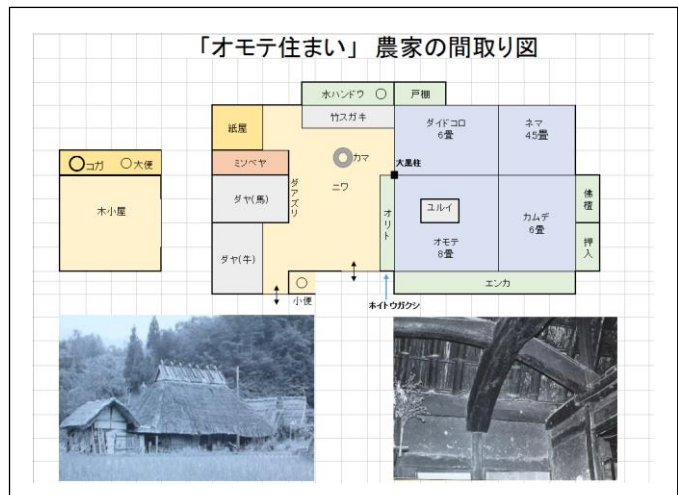 「オモテ住まい」 農家の間取り図
水ハンドウ
戸棚
紙屋
竹スガキ
ダイドコロ
6畳
ネマ
4.5畳
コガ
大便
ミソベヤ
カマ
大黒柱
木小屋
ダヤ(馬)
ダアズリ
ニワ
オリト
ユルイ
オモテ
8畳
カムデ
6畳
佛壇
押入
ダヤ(牛)
小便
エンカ
ホイトウガクシ